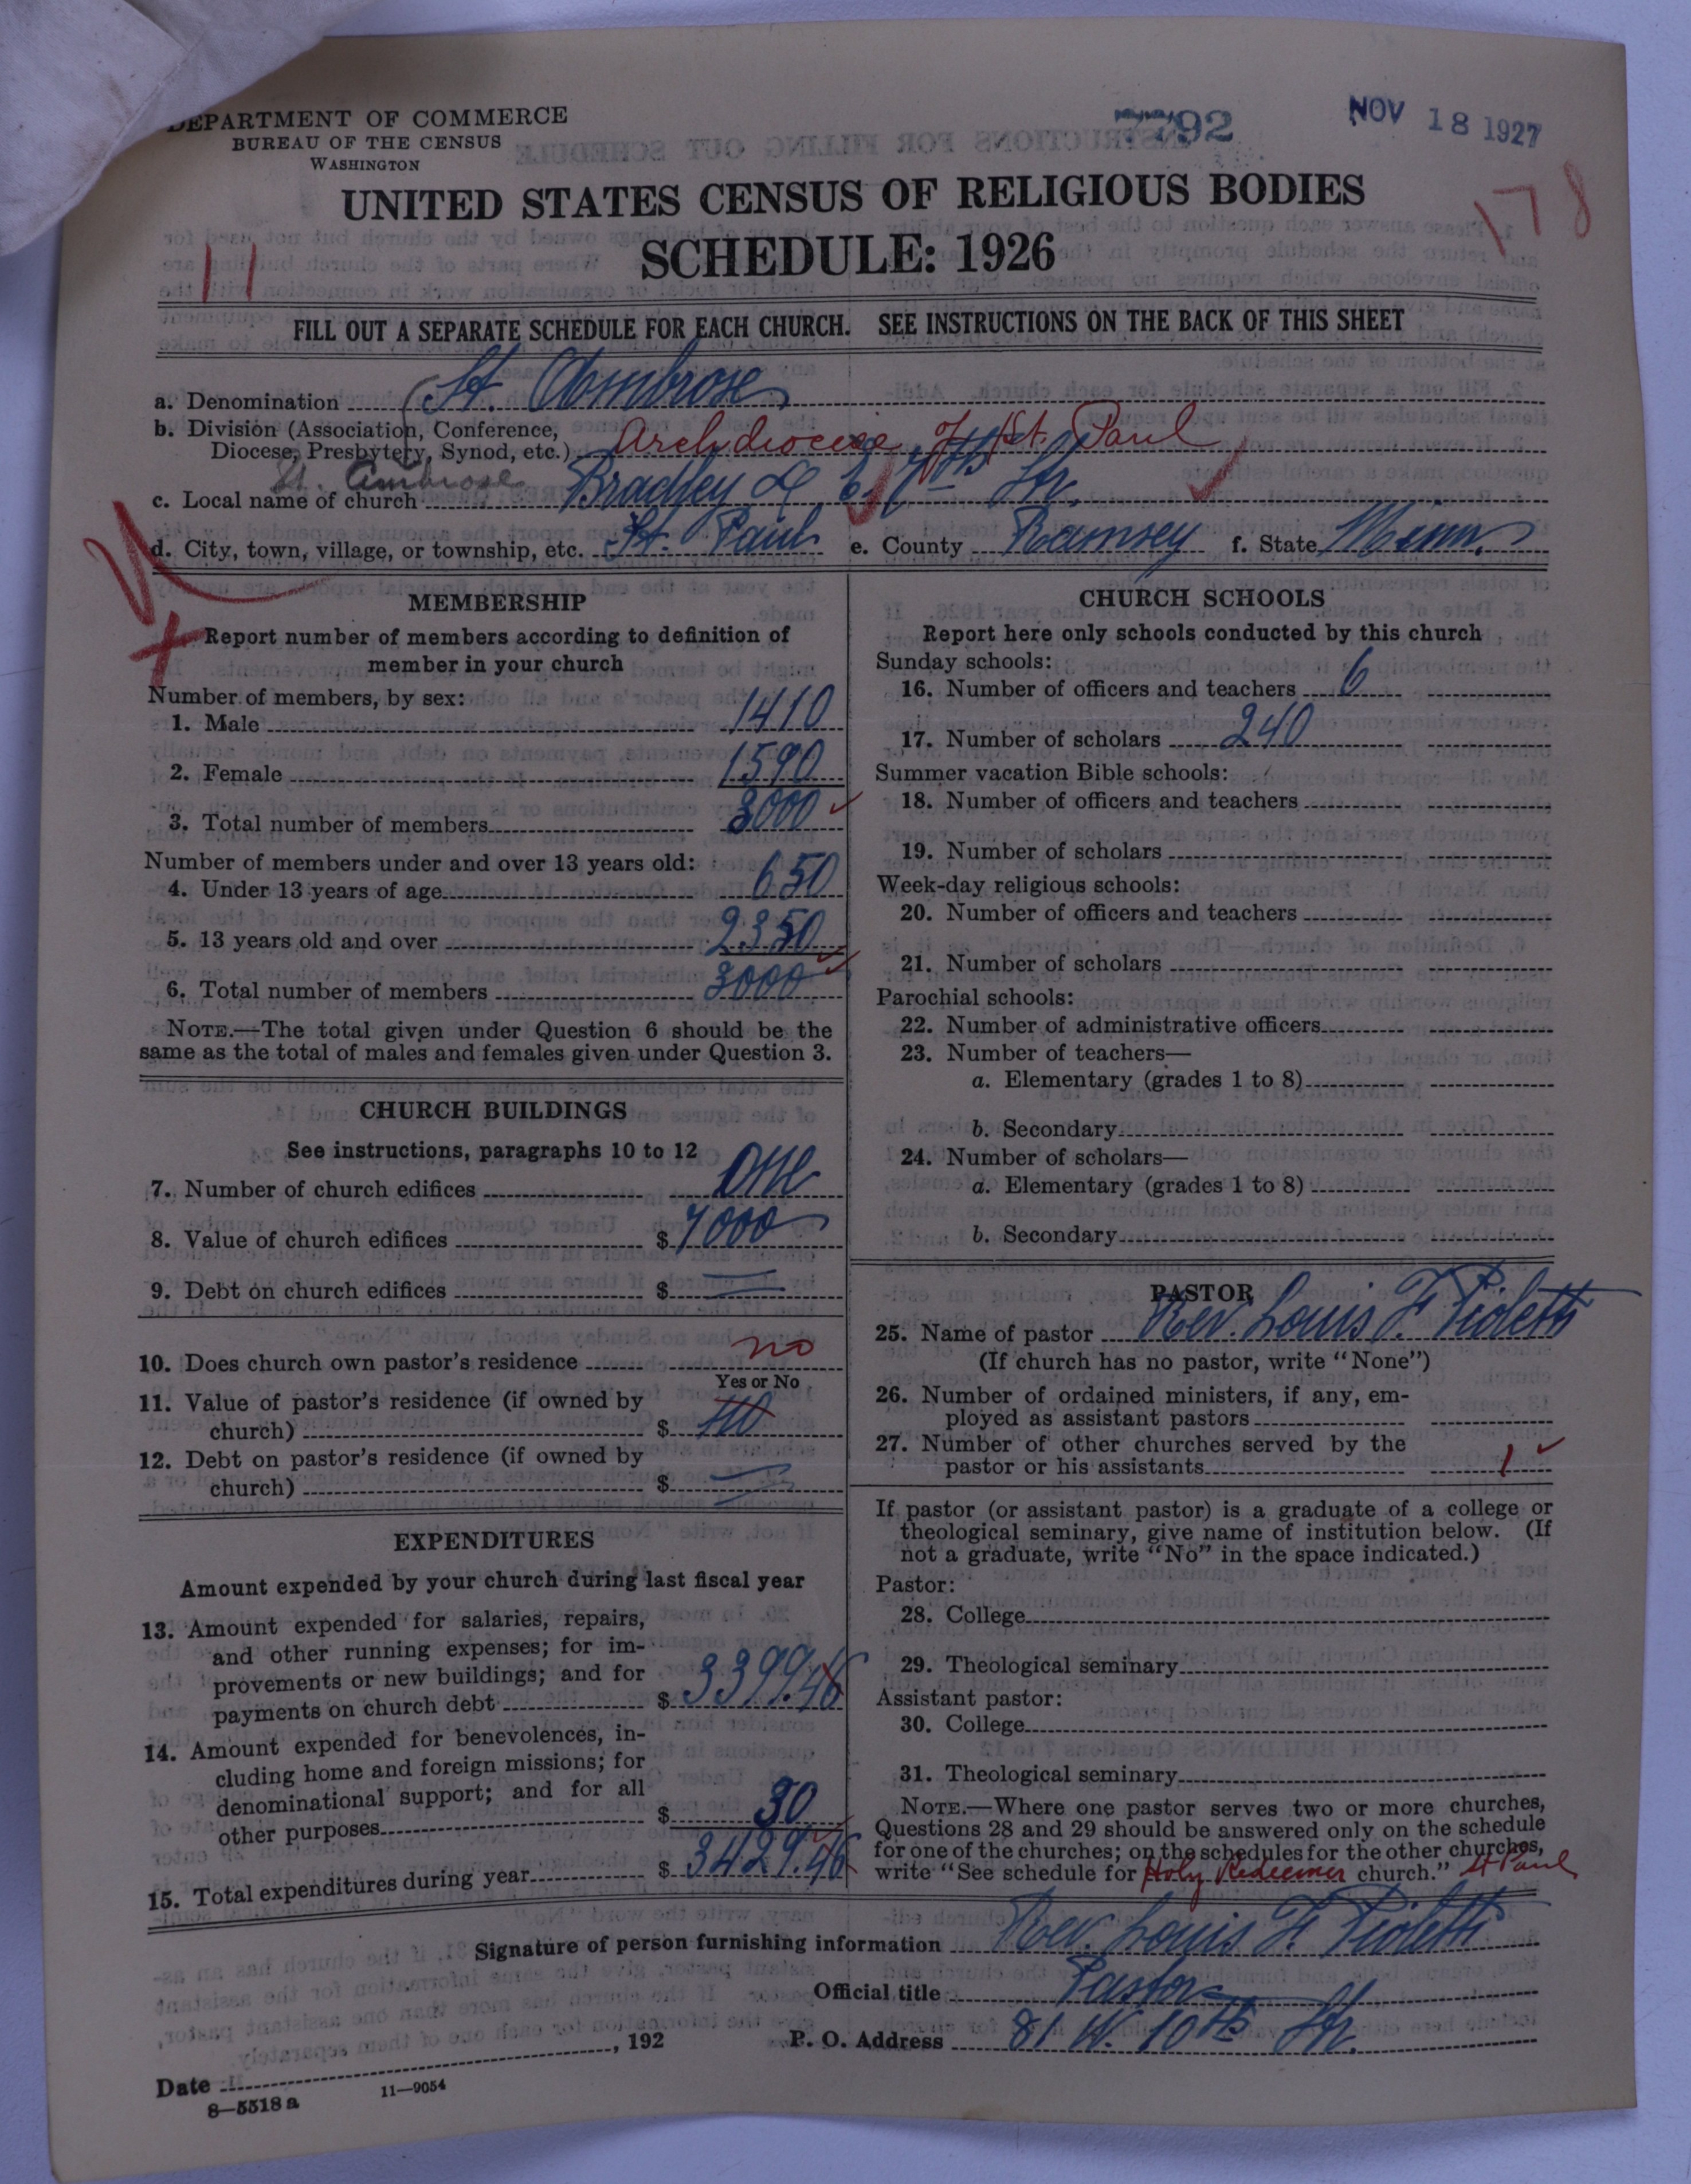 DEPARTMENT OF COMMERCE
BUREAU OF THE CENSUS
WASHINGTON
7792
NOV 18 1927
UNITED STATES CENSUS OF RELIGIOUS BODIES
178
11
SCHEDULE: 1926
FILL OUT A SEPARATE SCHEDULE FOR EACH CHURCH. SEE INSTRUCTIONS ON THE BACK OF THIS SHEET
a. Denomination (St. Ambrose
b. Division (Association, Conference,
Diocese, Presbytery, Synod, etc.) Archdiocese of St. Paul
St. Ambrose
c. Local name of church Bradley & E. 7th Str.
d. City, town, village, or township, etc. St. Paul e. County Ramsey f. State Minn.
MEMBERSHIP
Report number of members according to definition of
member in your church
Number of members, by sex:
1. Male 1410
2. Female 1590
3. Total number of members 3000
Number of members under and over 13 years old:
4. Under 13 years of age 650
5. 13 years old and over 2350
6. Total number of members 3000
NOTE.—The total given under Question 6 should be the
same as the total of males and females given under Question 3.
CHURCH BUILDINGS
See instructions, paragraphs 10 to 12
7. Number of church edifices One
8. Value of church edifices $ 7000
9. Debt on church edifices $ —
10. Does church own pastor's residence no
Yes or No
11. Value of pastor's residence (if owned by
church) $
12. Debt on pastor's residence (if owned by
church) $ —
EXPENDITURES
Amount expended by your church during last fiscal year
13. Amount expended for salaries, repairs,
and other running expenses; for im-
provements or new buildings; and for
payments on church debt $ 3399.46
14. Amount expended for benevolences, in-
cluding home and foreign missions; for
denominational support; and for all
other purposes $ 30
15. Total expenditures during year $ 3429.46
CHURCH SCHOOLS
Report here only schools conducted by this church
Sunday schools:
16. Number of officers and teachers 6
17. Number of scholars 240
Summer vacation Bible schools:
18. Number of officers and teachers
19. Number of scholars
Week-day religious schools:
20. Number of officers and teachers
21. Number of scholars
Parochial schools:
22. Number of administrative officers
23. Number of teachers—
a. Elementary (grades 1 to 8)
b. Secondary
24. Number of scholars—
a. Elementary (grades 1 to 8)
b. Secondary
PASTOR
25. Name of pastor Rev. Louis F. Pioletti
(If church has no pastor, write "None")
26. Number of ordained ministers, if any, em-
ployed as assistant pastors
27. Number of other churches served by the
pastor or his assistants 1
If pastor (or assistant pastor) is a graduate of a college or
theological seminary, give name of institution below. (If
not a graduate, write "No" in the space indicated.)
Pastor:
28. College
29. Theological seminary
Assistant pastor:
30. College
31. Theological seminary
NOTE.—Where one pastor serves two or more churches,
Questions 28 and 29 should be answered only on the schedule
for one of the churches; on the schedules for the other churches,
write "See schedule for Holy Redeemer church." St Paul
Signature of person furnishing information Rev. Louis F. Pioletti
Official title Pastor
Date , 192 P. O. Address 81 W. 10th Str.
8—5518 a 11—9054